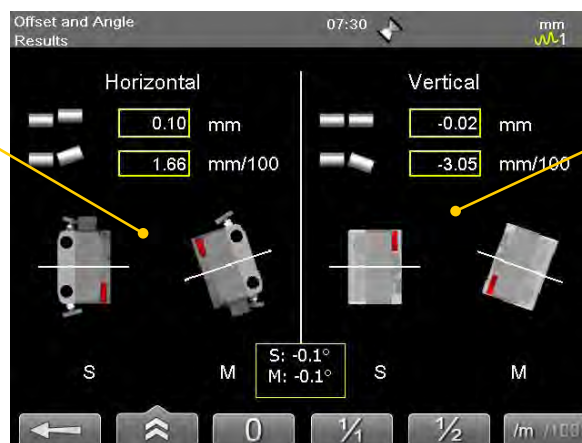 Offset and Angle 07:30 mm
Results 1
Horizontal Vertical
0.10 mm -0.02 mm
1.66 mm/100 -3.05 mm/100
S M S: -0.1° S M
M: -0.1°
0 1/1 1/2 /m /100